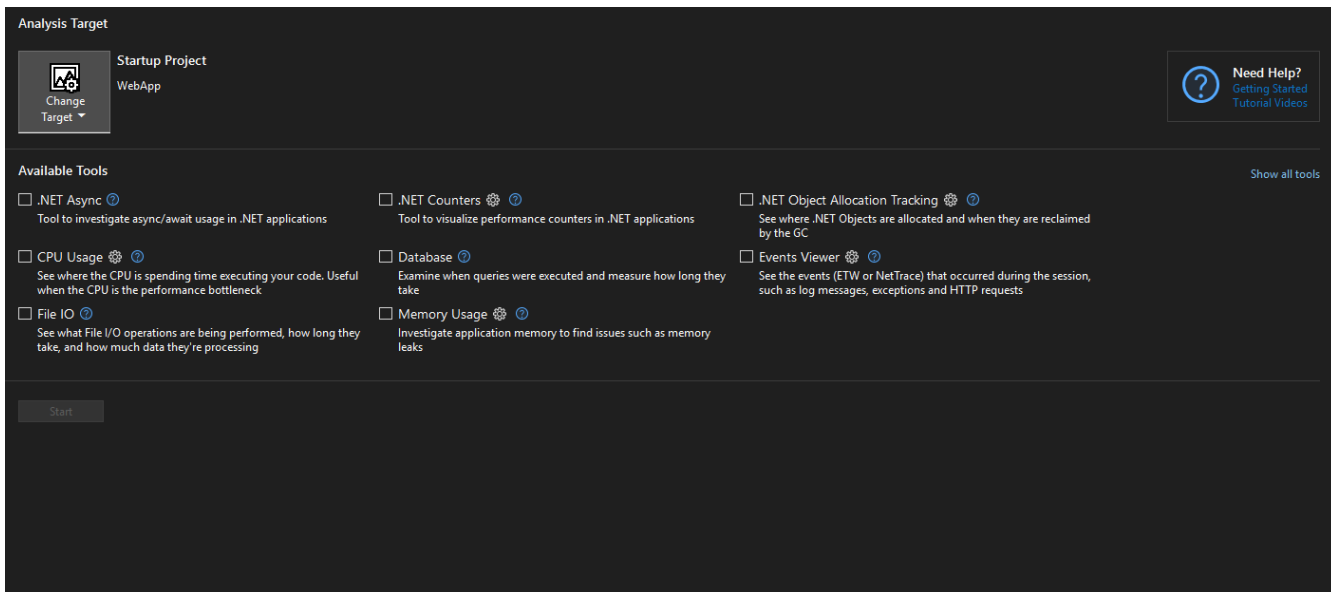 Analysis Target
Change
Target
Startup Project
WebApp
Need Help?
Getting Started
Tutorial Videos
Available Tools
Show all tools
.NET Async
Tool to investigate async/await usage in .NET applications
.NET Counters
Tool to visualize performance counters in .NET applications
.NET Object Allocation Tracking
See where .NET Objects are allocated and when they are reclaimed
by the GC
CPU Usage
See where the CPU is spending time executing your code. Useful
when the CPU is the performance bottleneck
Database
Examine when queries were executed and measure how long they
take
Events Viewer
See the events (ETW or NetTrace) that occurred during the session,
such as log messages, exceptions and HTTP requests
File IO
See what File I/O operations are being performed, how long they
take, and how much data they're processing
Memory Usage
Investigate application memory to find issues such as memory
leaks
Start